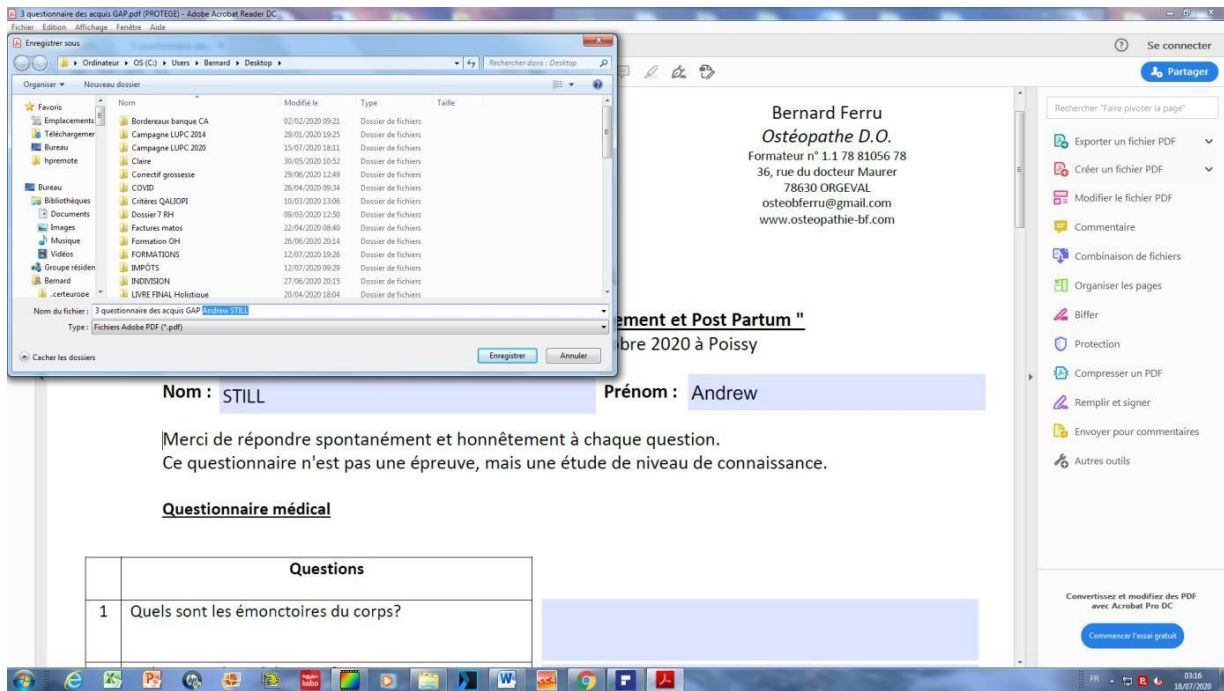 3 questionnaire des acquis GAP.pdf (PROTEGE) - Adobe Acrobat Reader DC
Fichier Edition Affichage Fenêtre Aide
Enregistrer sous
Ordinateur OS (C:) Users Bernard Desktop
Rechercher dans : Desktop
Organiser Nouveau dossier
Nom Modifié le Type Taille
Favoris
Emplacements
Téléchargemer
Bureau
hpremote
Bureau
Bibliothèques
Documents
Images
Musique
Vidéos
Groupe résiden
Bernard
.certeurope
Bordereaux banque CA 02/02/2020 09:21 Dossier de fichiers
Campagne LUPC 2014 29/01/2020 19:25 Dossier de fichiers
Campagne LUPC 2020 15/07/2020 18:11 Dossier de fichiers
Claire 30/05/2020 10:52 Dossier de fichiers
Correctif grossesse 29/06/2020 12:49 Dossier de fichiers
COVID 26/04/2020 09:34 Dossier de fichiers
Critères QALIOPI 10/03/2020 13:06 Dossier de fichiers
Dossier 7 RH 09/03/2020 12:50 Dossier de fichiers
Factures matos 22/04/2020 08:40 Dossier de fichiers
Formation OH 26/06/2020 20:14 Dossier de fichiers
FORMATIONS 12/07/2020 19:26 Dossier de fichiers
IMPÔTS 12/07/2020 09:29 Dossier de fichiers
INDIVISION 27/06/2020 20:15 Dossier de fichiers
LIVRE FINAL Holistique 20/04/2020 18:04 Dossier de fichiers
Nom du fichier : 3 questionnaire des acquis GAP Andrew STILL
Type : Fichiers Adobe PDF (*.pdf)
Cacher les dossiers
Enregistrer Annuler
Bernard Ferru
Ostéopathe D.O.
Formateur n° 1.1 78 81056 78
36, rue du docteur Maurer
78630 ORGEVAL
osteobferru@gmail.com
www.osteopathie-bf.com
ement et Post Partum "
bre 2020 à Poissy
Nom : STILL Prénom : Andrew
Merci de répondre spontanément et honnêtement à chaque question.
Ce questionnaire n'est pas une épreuve, mais une étude de niveau de connaissance.
Questionnaire médical
Questions
1 Quels sont les émonctoires du corps?
Se connecter
Partager
Rechercher "Faire pivoter la page"
Exporter un fichier PDF
Créer un fichier PDF
Modifier le fichier PDF
Commentaire
Combinaison de fichiers
Organiser les pages
Biffer
Protection
Compresser un PDF
Remplir et signer
Envoyer pour commentaires
Autres outils
Convertissez et modifiez des PDF
avec Acrobat Pro DC
Commencer l'essai gratuit
FR
03:16
18/07/2020